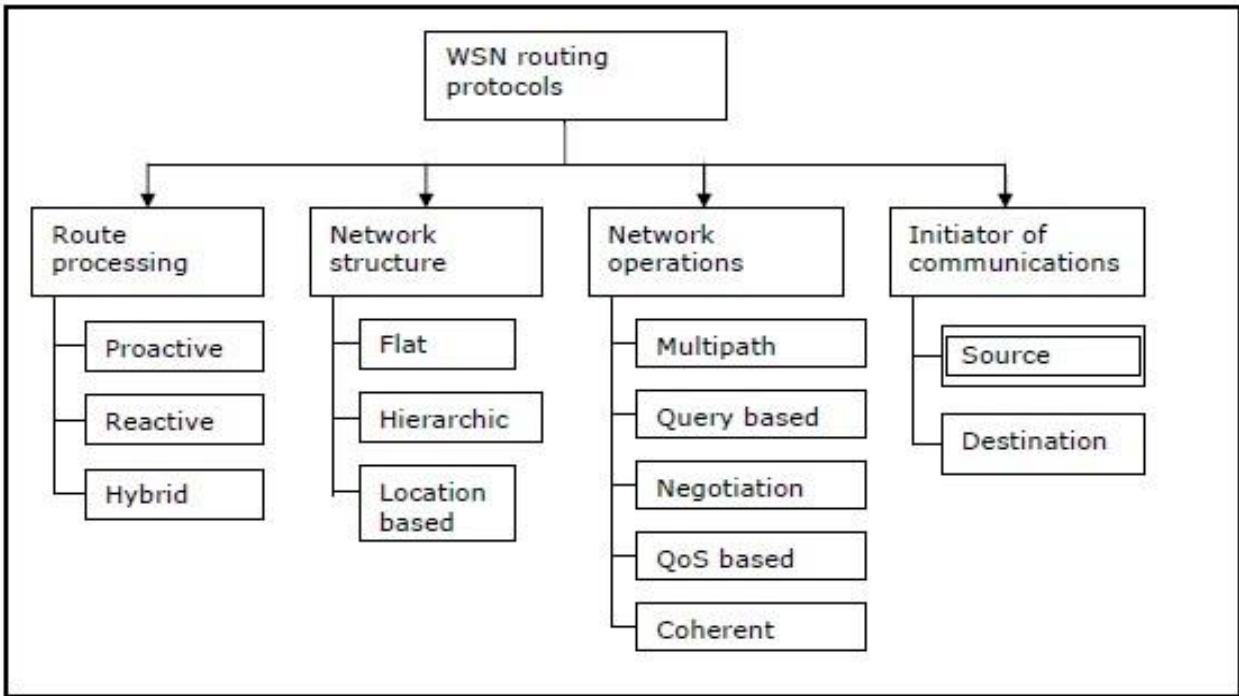 WSN routing
protocols
Route
processing
Proactive
Reactive
Hybrid
Network
structure
Flat
Hierarchic
Location
based
Network
operations
Multipath
Query based
Negotiation
QoS based
Coherent
Initiator of
communications
Source
Destination